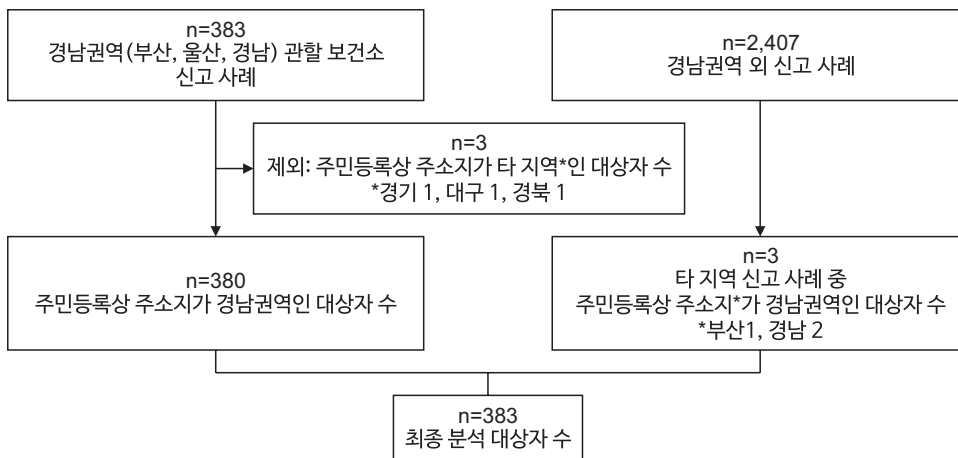 n=383
경남권역(부산, 울산, 경남) 관할 보건소
신고 사례
n=2,407
경남권역 외 신고 사례
n=3
제외: 주민등록상 주소지가 타 지역*인 대상자 수
*경기 1, 대구 1, 경북 1
n=380
주민등록상 주소지가 경남권역인 대상자 수
n=3
타 지역 신고 사례 중
주민등록상 주소지*가 경남권역인 대상자 수
*부산1, 경남 2
n=383
최종 분석 대상자 수